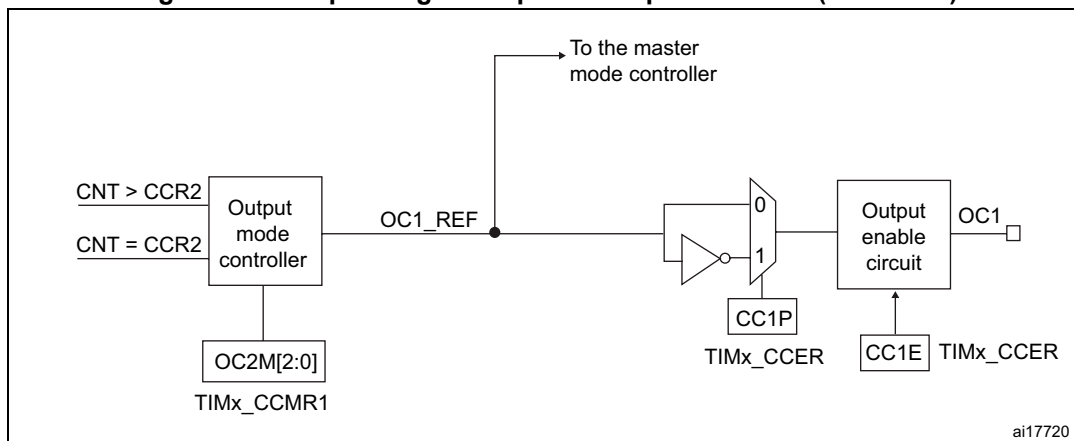 To the master
mode controller
CNT > CCR2
CNT = CCR2
Output
mode
controller
OC1_REF
0
1
Output
enable
circuit
OC1
CC1P
TIMx_CCER
CC1E
TIMx_CCER
OC2M[2:0]
TIMx_CCMR1
ai17720